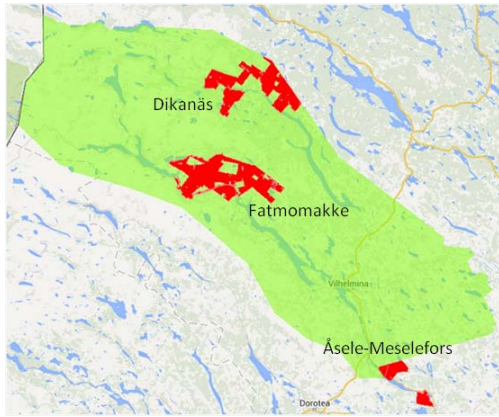 Dikanäs
Fatmomakke
Vilhelmina
Åsele-Meselefors
Dorotea